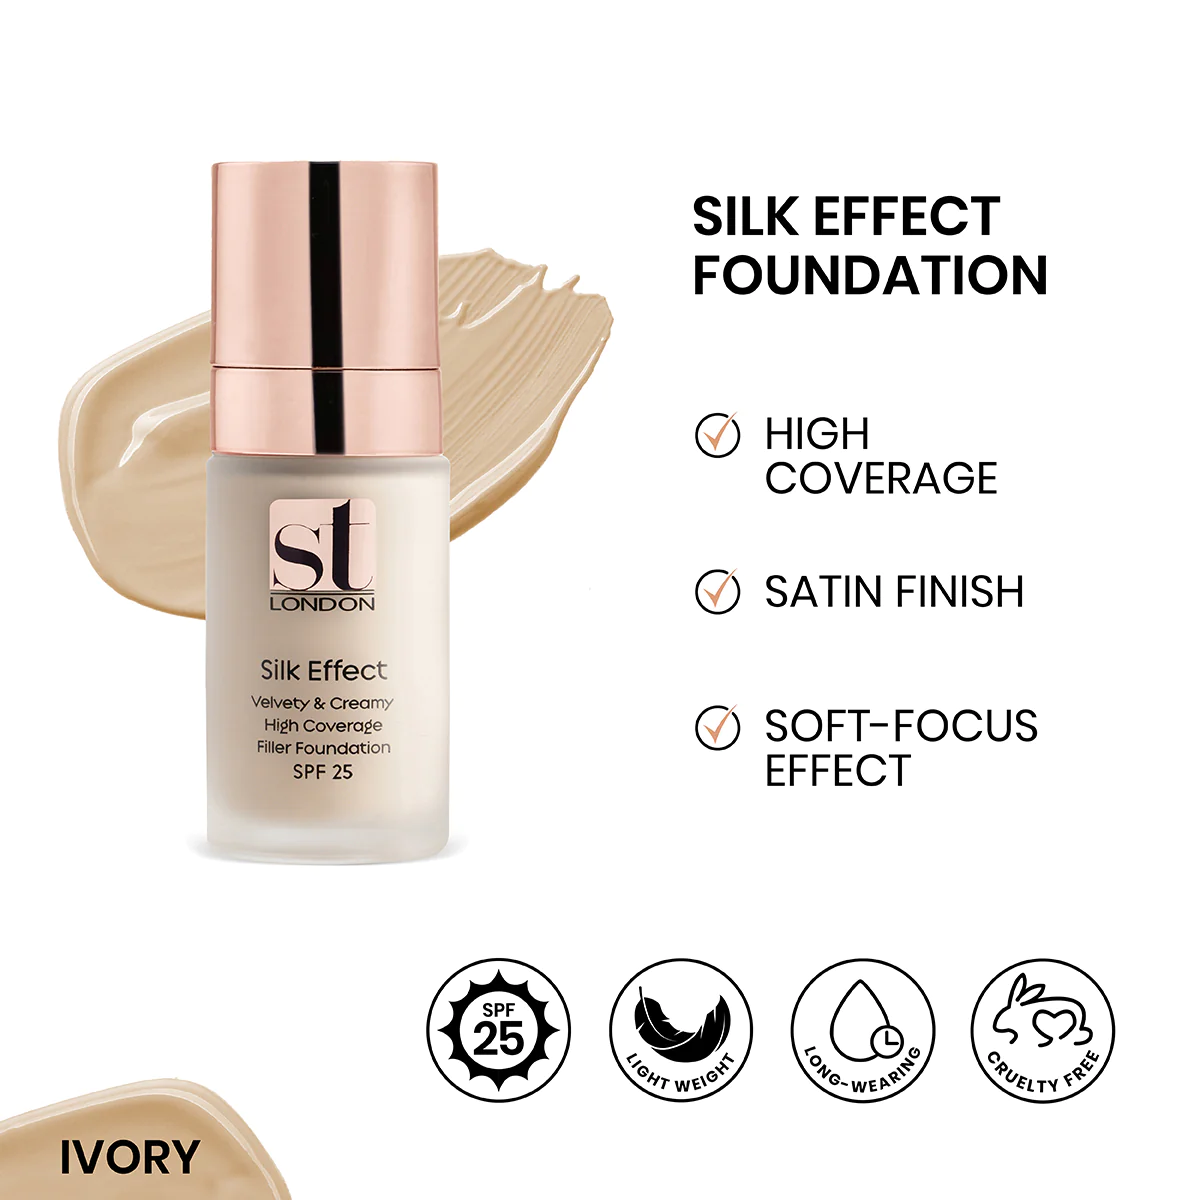 SILK EFFECT
FOUNDATION
HIGH
COVERAGE
SATIN FINISH
SOFT-FOCUS
EFFECT
st
LONDON
Silk Effect
Velvety & Creamy
High Coverage
Filler Foundation
SPF 25
SPF
25
LIGHT WEIGHT
LONG-WEARING
CRUELTY FREE
IVORY